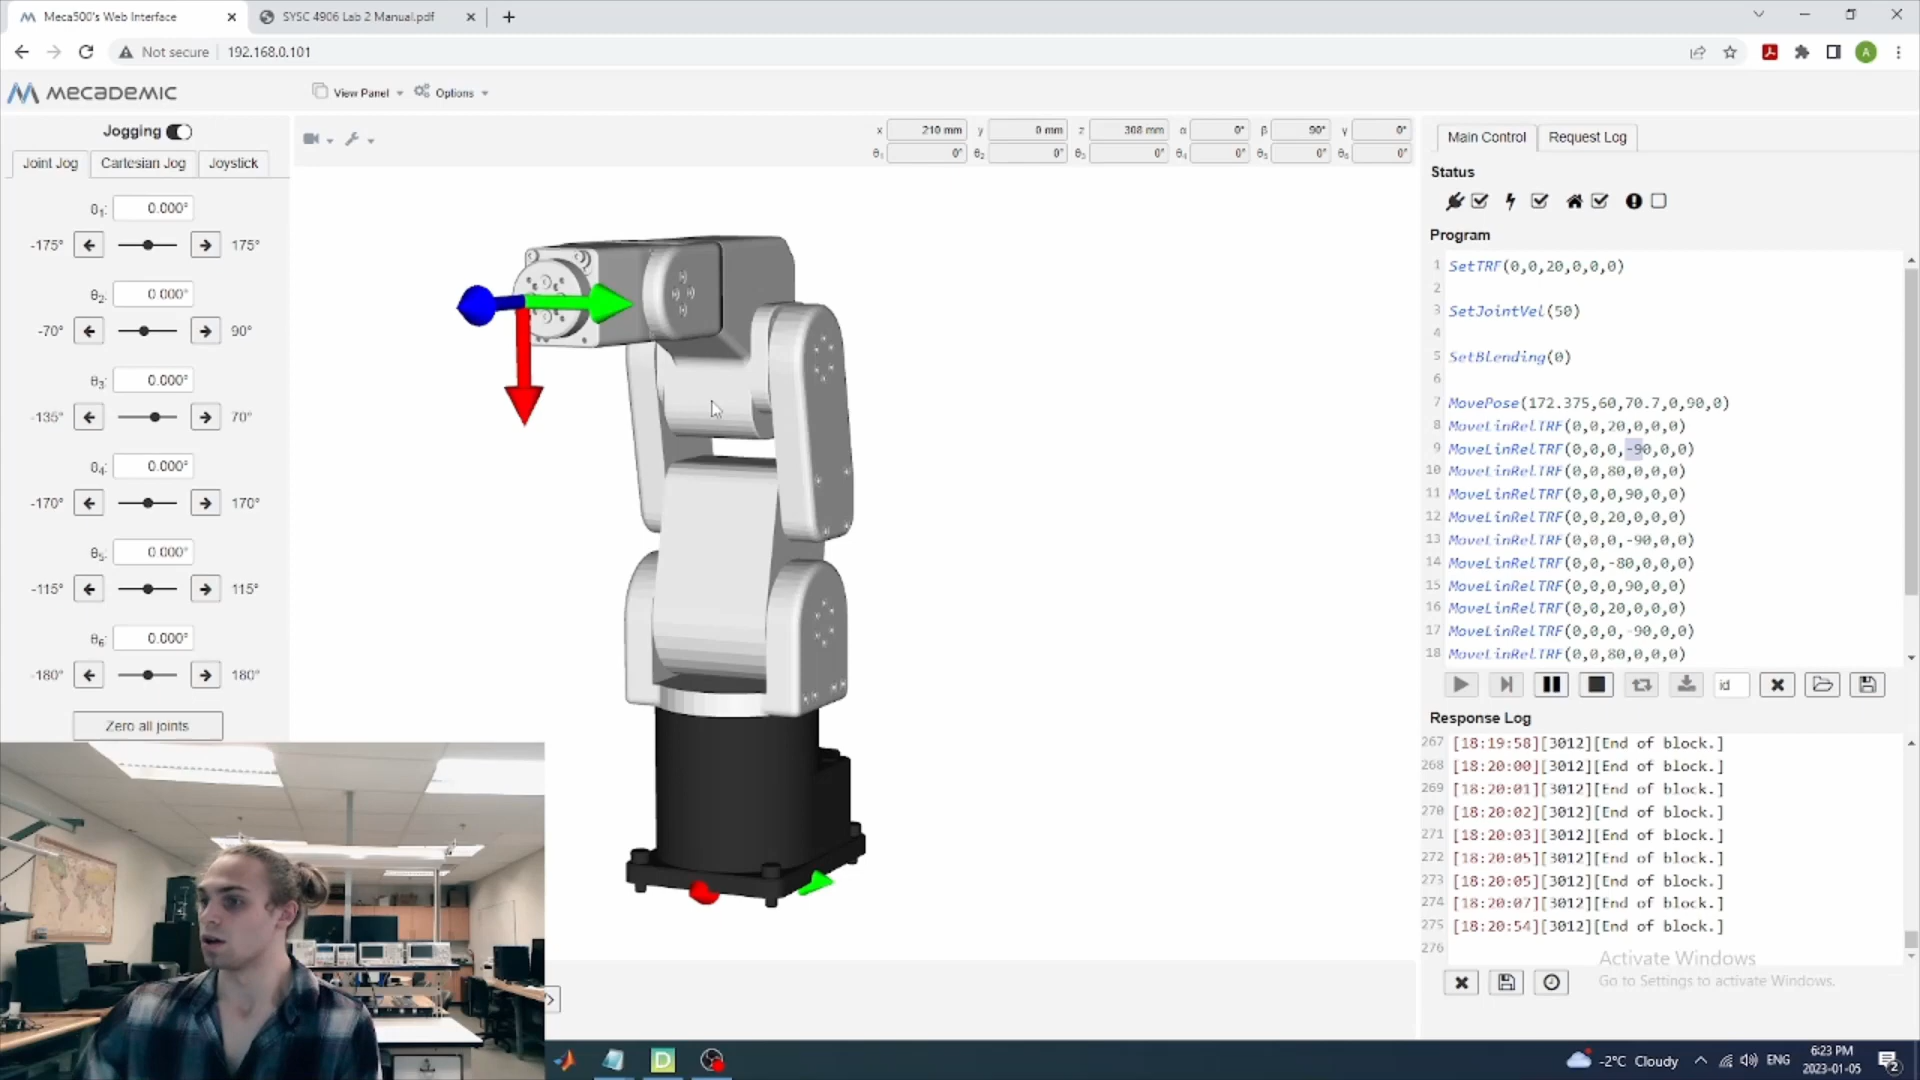 Meca500's Web Interface
SYSC 4906 Lab 2 Manual.pdf
Not secure
192.168.0.101
A
MECADEMIC
View Panel
Options
Jogging
Joint Jog
Cartesian Jog
Joystick
θ1:
0.000°
-175°
175°
θ2:
0.000°
-70°
90°
θ3:
0.000°
-135°
70°
θ4:
0.000°
-170°
170°
θ5:
0.000°
-115°
115°
θ6:
0.000°
-180°
180°
Zero all joints
x 210 mm y 0 mm z 308 mm α 0° β 90° γ 0°
θ1 0° θ2 0° θ3 0° θ4 0° θ5 0° θ6 0°
Main Control
Request Log
Status
Program
1 SetTRF(0,0,20,0,0,0)
2
3 SetJointVel(50)
4
5 SetBlending(0)
6
7 MovePose(172.375,60,70.7,0,90,0)
8 MoveLinRelTRF(0,0,20,0,0,0)
9 MoveLinRelTRF(0,0,0,-90,0,0)
10 MoveLinRelTRF(0,0,80,0,0,0)
11 MoveLinRelTRF(0,0,0,90,0,0)
12 MoveLinRelTRF(0,0,20,0,0,0)
13 MoveLinRelTRF(0,0,0,-90,0,0)
14 MoveLinRelTRF(0,0,-80,0,0,0)
15 MoveLinRelTRF(0,0,0,90,0,0)
16 MoveLinRelTRF(0,0,20,0,0,0)
17 MoveLinRelTRF(0,0,0,-90,0,0)
18 MoveLinRelTRF(0,0,80,0,0,0)
id
Response Log
267 [18:19:58][3012][End of block.]
268 [18:20:00][3012][End of block.]
269 [18:20:01][3012][End of block.]
270 [18:20:02][3012][End of block.]
271 [18:20:03][3012][End of block.]
272 [18:20:05][3012][End of block.]
273 [18:20:05][3012][End of block.]
274 [18:20:07][3012][End of block.]
275 [18:20:54][3012][End of block.]
276
Activate Windows
Go to Settings to activate Windows.
D
-2°C Cloudy
ENG
6:23 PM
2023-01-05
2